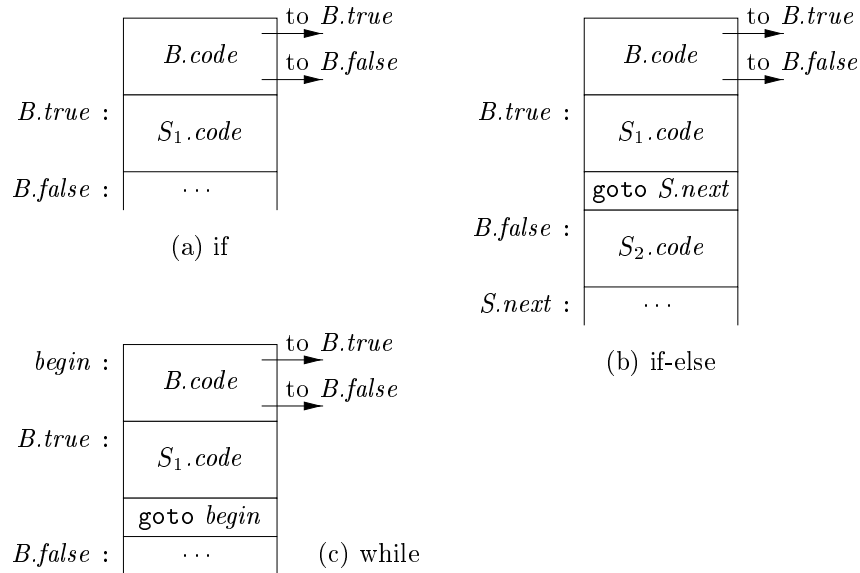 to B.true
B.code
to B.false
B.true :
S₁.code
B.false :
· · ·
(a) if
to B.true
B.code
to B.false
B.true :
S₁.code
goto S.next
B.false :
S₂.code
S.next :
· · ·
(b) if-else
begin :
to B.true
B.code
to B.false
B.true :
S₁.code
goto begin
B.false :
· · ·
(c) while